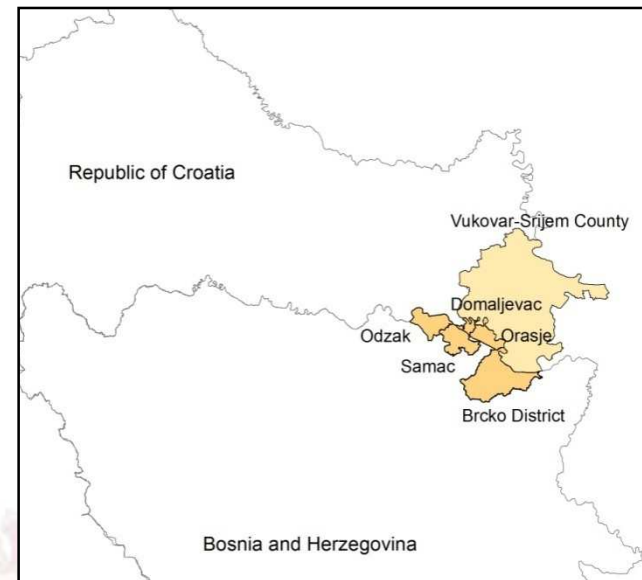 Republic of Croatia
Vukovar-Srijem County
Domaljevac
Odzak
Orasje
Samac
Brcko District
Bosnia and Herzegovina